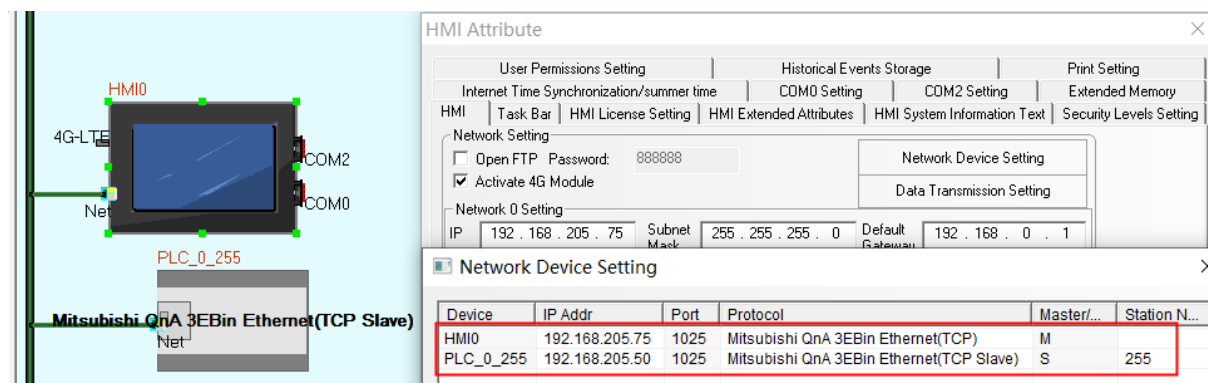 HMI0
4G-LTE
COM2
COM0
Net
PLC_0_255
Mitsubishi QnA 3EBin Ethernet(TCP Slave)
Net
HMI Attribute
User Permissions Setting Historical Events Storage Print Setting
Internet Time Synchronization/summer time COM0 Setting COM2 Setting Extended Memory
HMI Task Bar HMI License Setting HMI Extended Attributes HMI System Information Text Security Levels Setting
Network Setting
Open FTP Password: 888888 Network Device Setting
Activate 4G Module Data Transmission Setting
Network 0 Setting
IP 192 . 168 . 205 . 75 Subnet Mask 255 . 255 . 255 . 0 Default Gateway 192 . 168 . 0 . 1
Network Device Setting
Device IP Addr Port Protocol Master/... Station N...
HMI0 192.168.205.75 1025 Mitsubishi QnA 3EBin Ethernet(TCP) M
PLC_0_255 192.168.205.50 1025 Mitsubishi QnA 3EBin Ethernet(TCP Slave) S 255